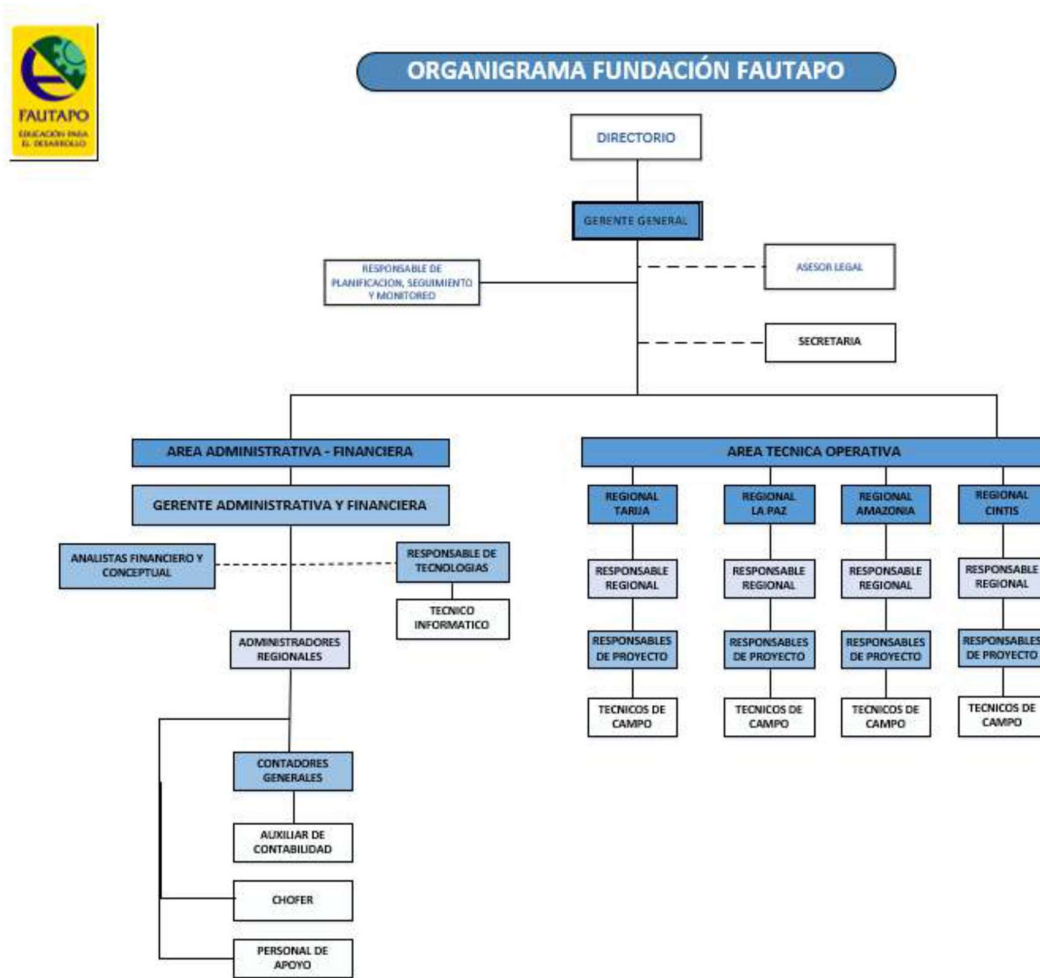 FAUTAPO
EDUCACIÓN PARA
EL DESARROLLO
ORGANIGRAMA FUNDACIÓN FAUTAPO
DIRECTORIO
GERENTE GENERAL
RESPONSABLE DE
PLANIFICACION, SEGUIMIENTO
Y MONITOREO
ASESOR LEGAL
SECRETARIA
AREA ADMINISTRATIVA - FINANCIERA
GERENTE ADMINISTRATIVA Y FINANCIERA
ANALISTAS FINANCIERO Y
CONCEPTUAL
RESPONSABLE DE
TECNOLOGIAS
TECNICO
INFORMATICO
ADMINISTRADORES
REGIONALES
CONTADORES
GENERALES
AUXILIAR DE
CONTABILIDAD
CHOFER
PERSONAL DE
APOYO
AREA TECNICA OPERATIVA
REGIONAL
TARIJA
RESPONSABLE
REGIONAL
RESPONSABLES
DE PROYECTO
TECNICOS DE
CAMPO
REGIONAL
LA PAZ
RESPONSABLE
REGIONAL
RESPONSABLES
DE PROYECTO
TECNICOS DE
CAMPO
REGIONAL
AMAZONIA
RESPONSABLE
REGIONAL
RESPONSABLES
DE PROYECTO
TECNICOS DE
CAMPO
REGIONAL
CINTIS
RESPONSABLE
REGIONAL
RESPONSABLES
DE PROYECTO
TECNICOS DE
CAMPO